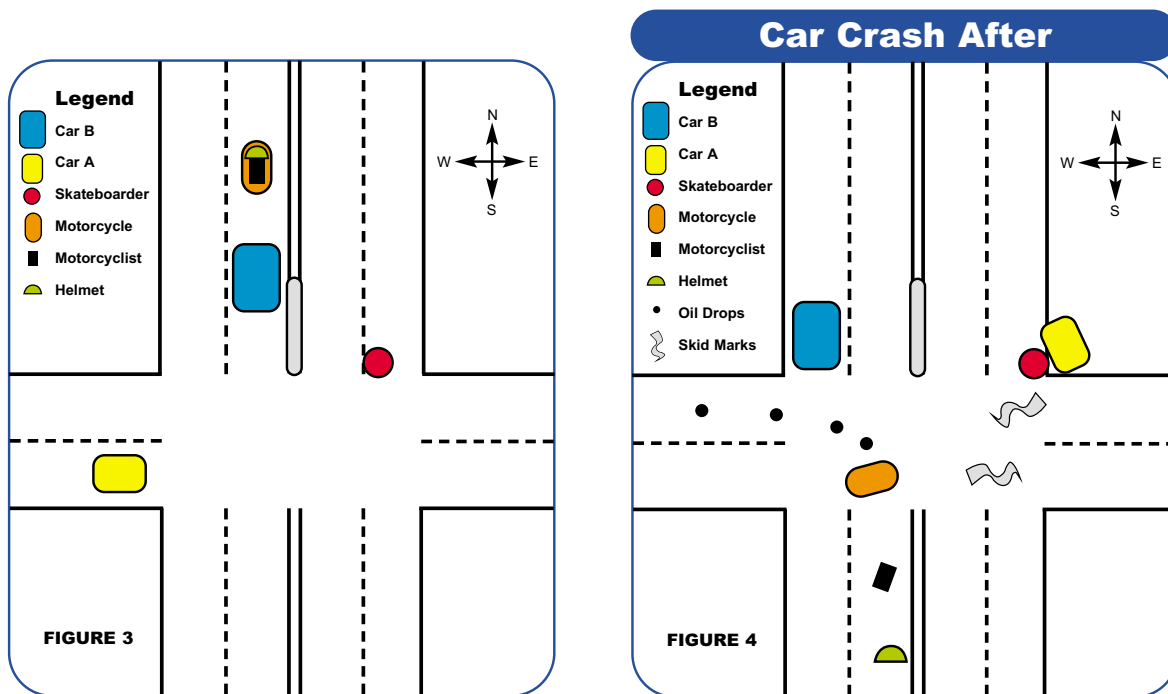 Legend
Car B
Car A
Skateboarder
Motorcycle
Motorcyclist
Helmet
N
W E
S
FIGURE 3
Car Crash After
Legend
Car B
Car A
Skateboarder
Motorcycle
Motorcyclist
Helmet
Oil Drops
Skid Marks
N
W E
S
FIGURE 4